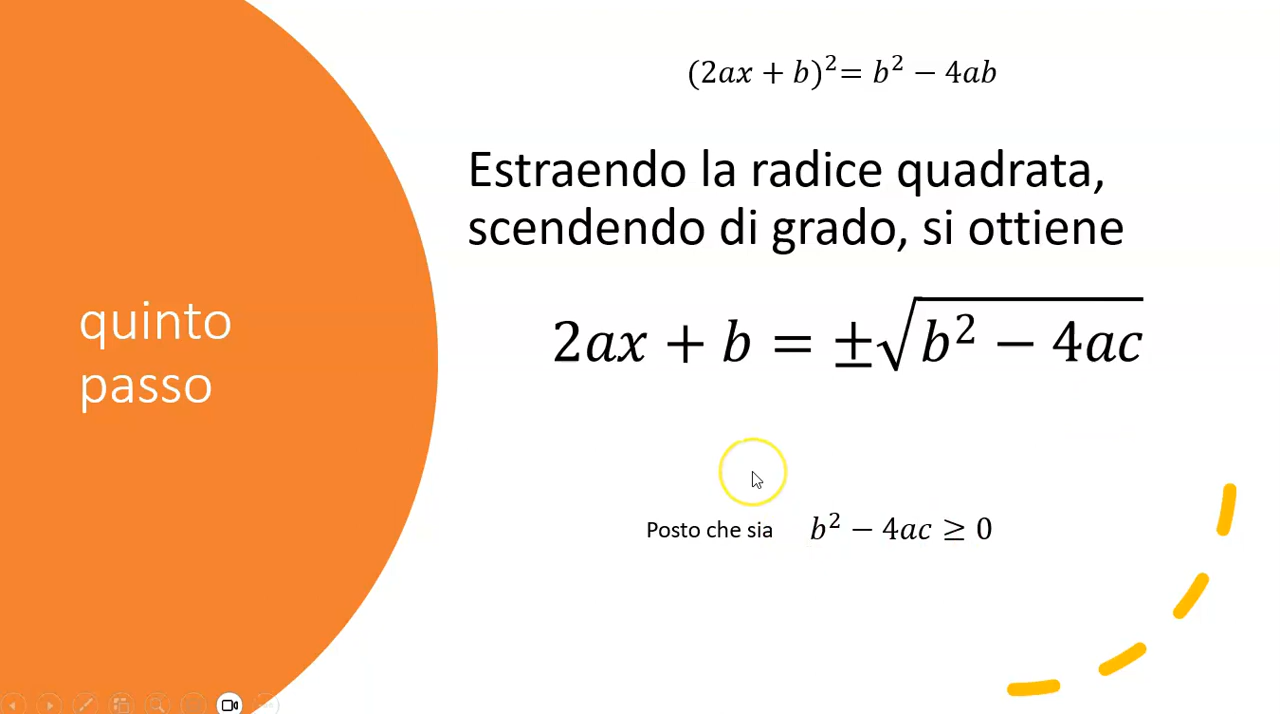 quinto
passo
(2ax + b)²= b² − 4ab
Estraendo la radice quadrata,
scendendo di grado, si ottiene
2ax + b = ±√b² − 4ac
Posto che sia b² − 4ac ≥ 0